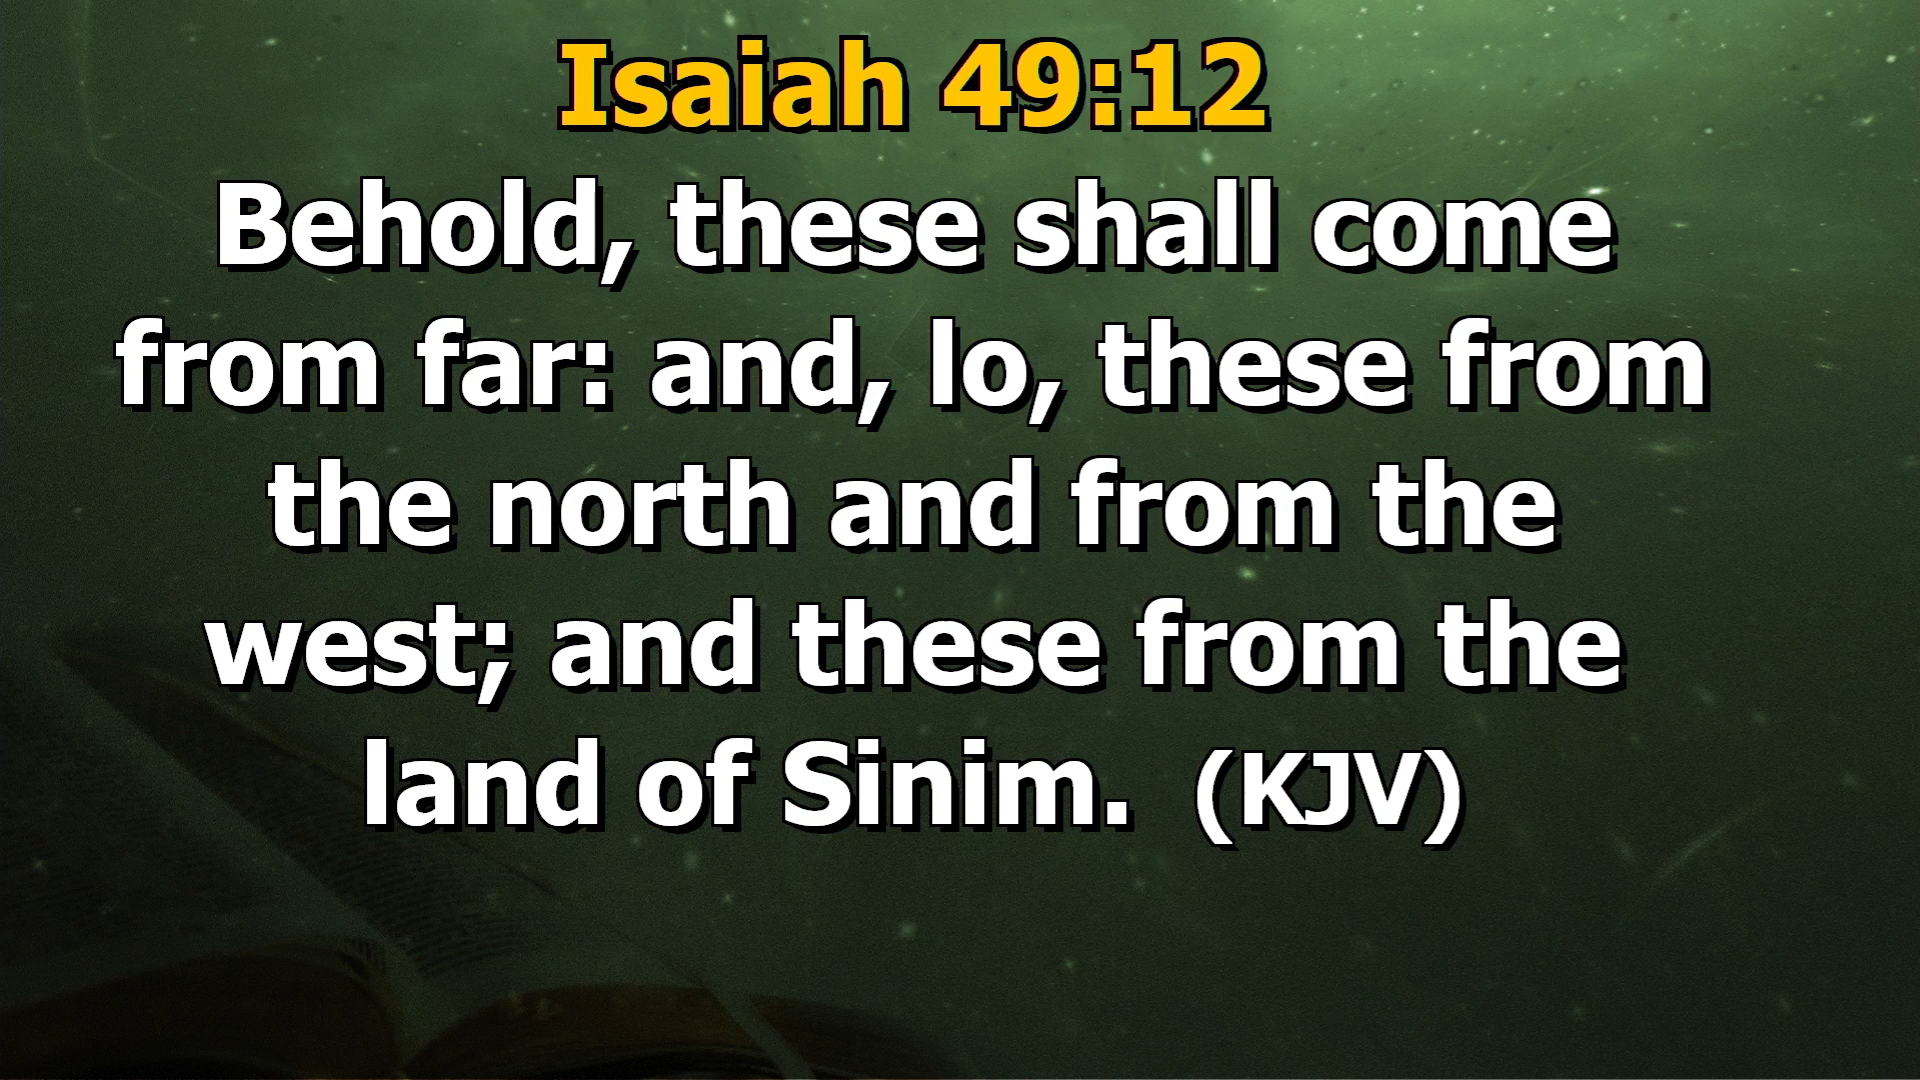 Isaiah 49:12
Behold, these shall come
from far: and, lo, these from
the north and from the
west; and these from the
land of Sinim. (KJV)